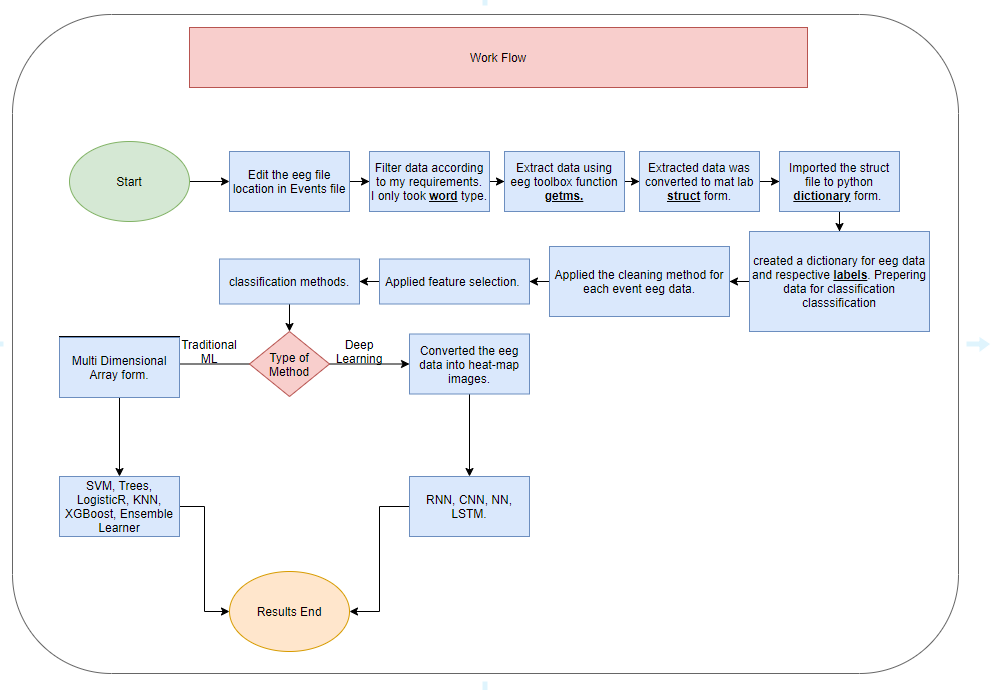 Work Flow
Start
Edit the eeg file
location in Events file
Filter data according
to my requirements.
I only took word type.
Extract data using
eeg toolbox function
getms.
Extracted data was
converted to mat lab
struct form.
Imported the struct
file to python
dictionary form.
created a dictionary for eeg data
and respective labels. Prepering
data for classification
classsification
Applied the cleaning method for
each event eeg data.
Applied feature selection.
classification methods.
Type of
Method
Traditional
ML
Deep
Learning
Multi Dimensional
Array form.
Converted the eeg
data into heat-map
images.
SVM, Trees,
LogisticR, KNN,
XGBoost, Ensemble
Learner
RNN, CNN, NN,
LSTM.
Results End